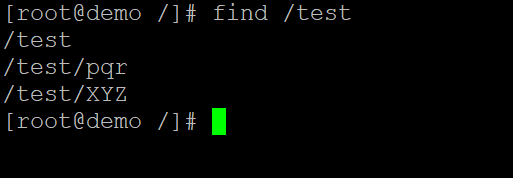 [root@demo /]# find /test
/test
/test/pqr
/test/XYZ
[root@demo /]#